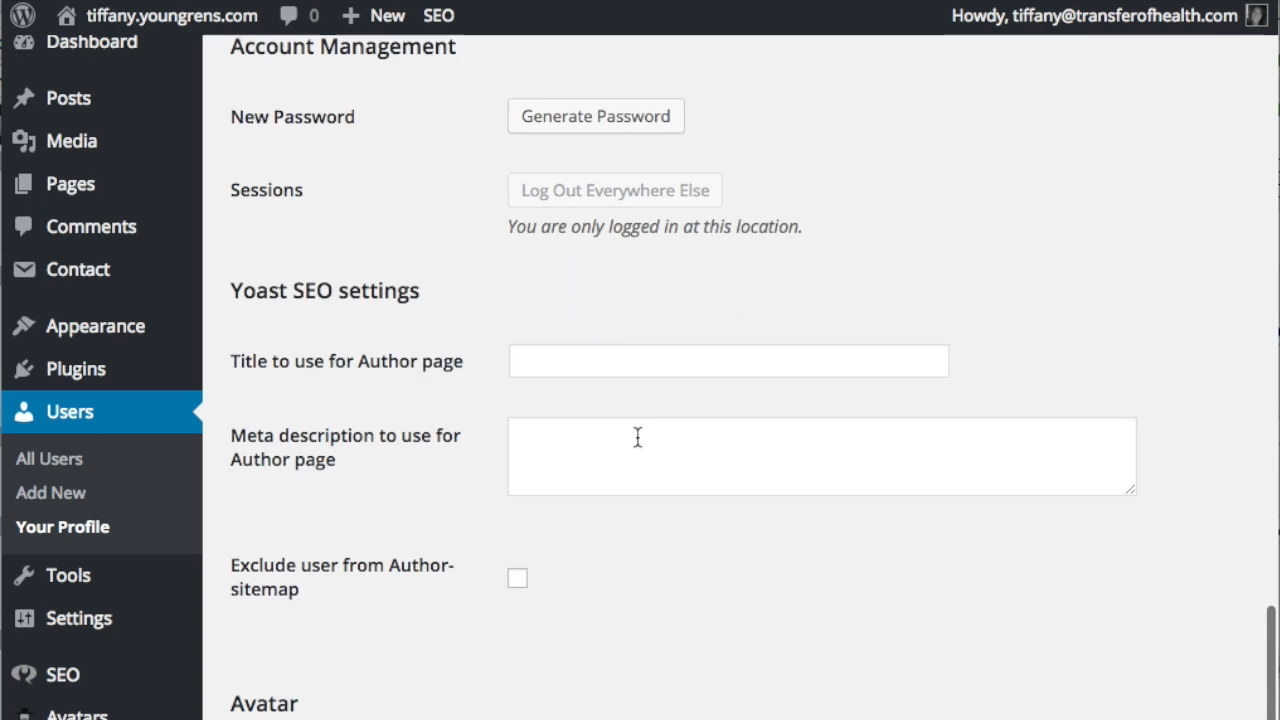 tiffany.youngrens.com 0 New SEO Howdy, tiffany@transferofhealth.com
Dashboard
Posts
Media
Pages
Comments
Contact
Appearance
Plugins
Users
All Users
Add New
Your Profile
Tools
Settings
SEO
Avatars
Account Management
New Password Generate Password
Sessions Log Out Everywhere Else
You are only logged in at this location.
Yoast SEO settings
Title to use for Author page
Meta description to use for
Author page
Exclude user from Author-
sitemap
Avatar